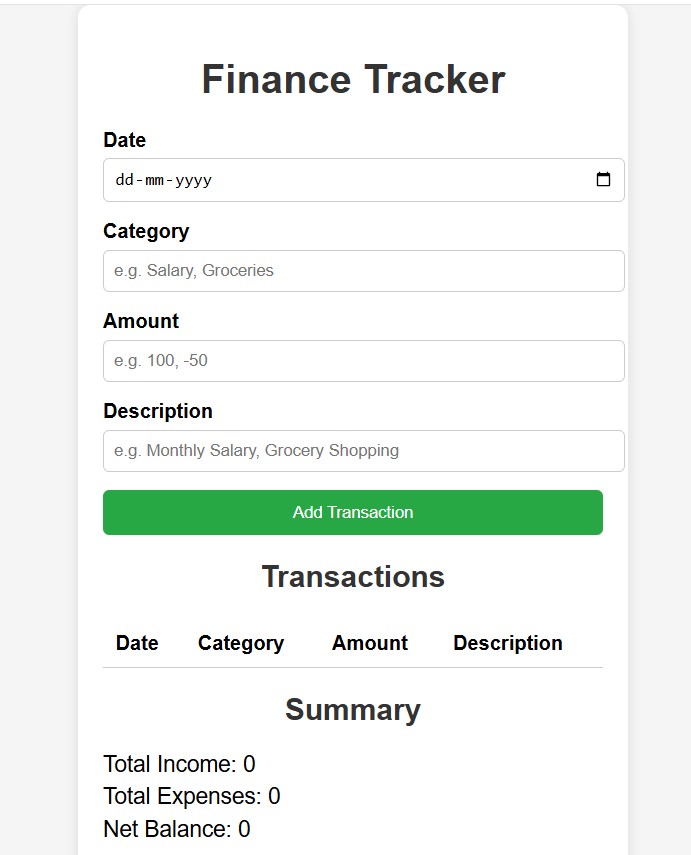 Finance Tracker
Date
dd-mm-yyyy
Category
e.g. Salary, Groceries
Amount
e.g. 100, -50
Description
e.g. Monthly Salary, Grocery Shopping
Add Transaction
Transactions
Date Category Amount Description
Summary
Total Income: 0
Total Expenses: 0
Net Balance: 0